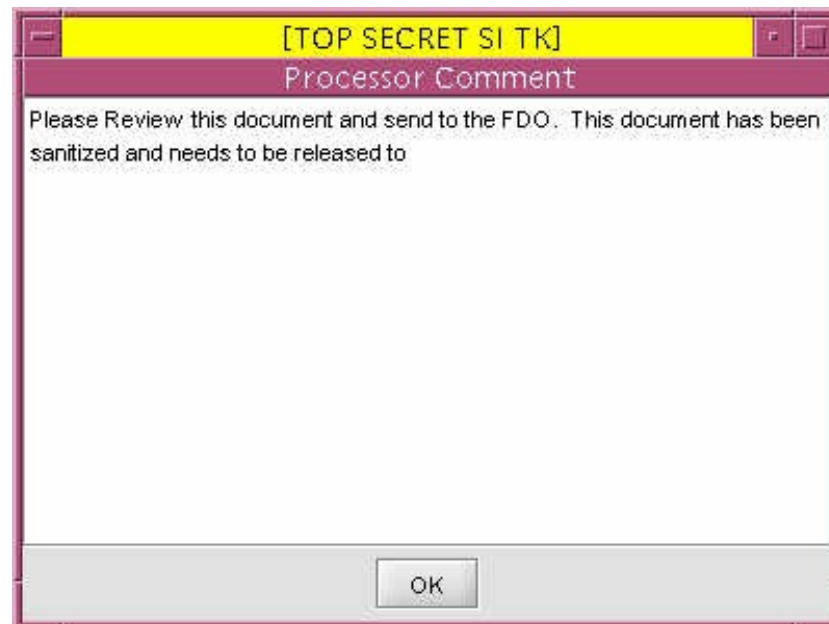 [TOP SECRET SI TK]
Processor Comment
Please Review this document and send to the FDO. This document has been
sanitized and needs to be released to
OK